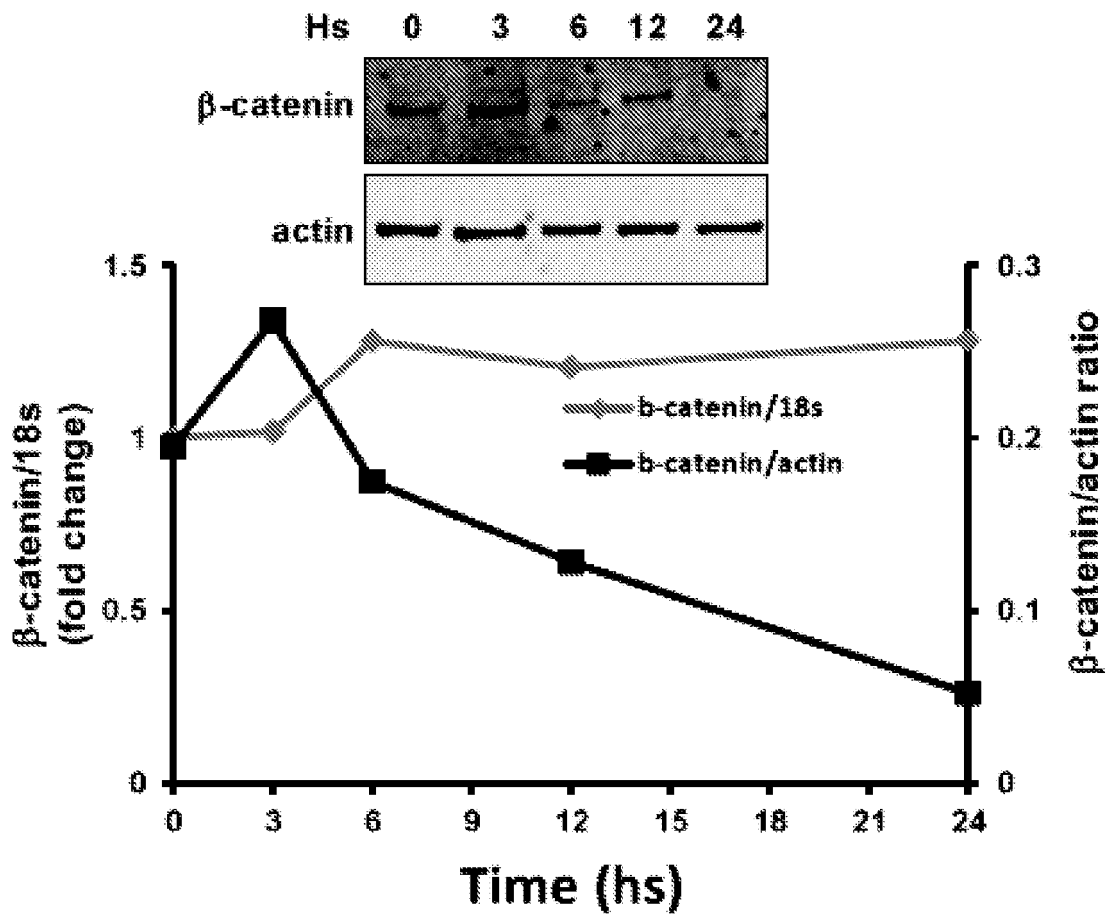 Hs 0 3 6 12 24
β-catenin
actin
1.5
1
0.5
0
β-catenin/18s
(fold change)
b-catenin/18s
b-catenin/actin
0.3
0.2
0.1
0
β-catenin/actin ratio
0 3 6 9 12 15 18 21 24
Time (hs)